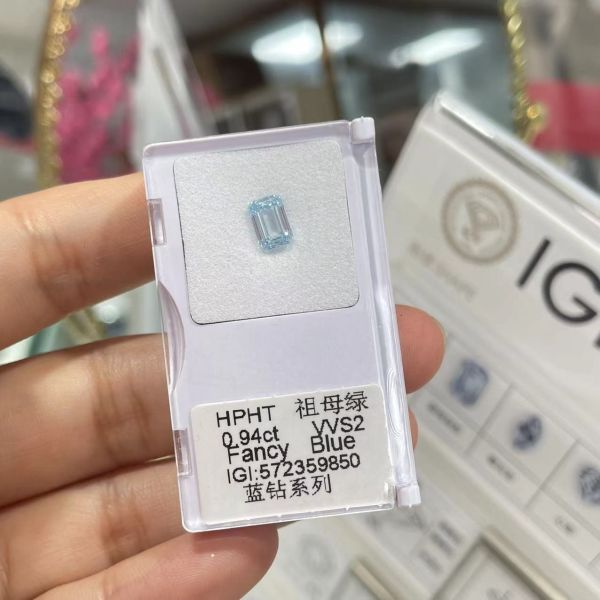 HPHT 祖母绿
0.94ct VVS2
Fancy Blue
IGI:572359850
蓝钻系列
IGI